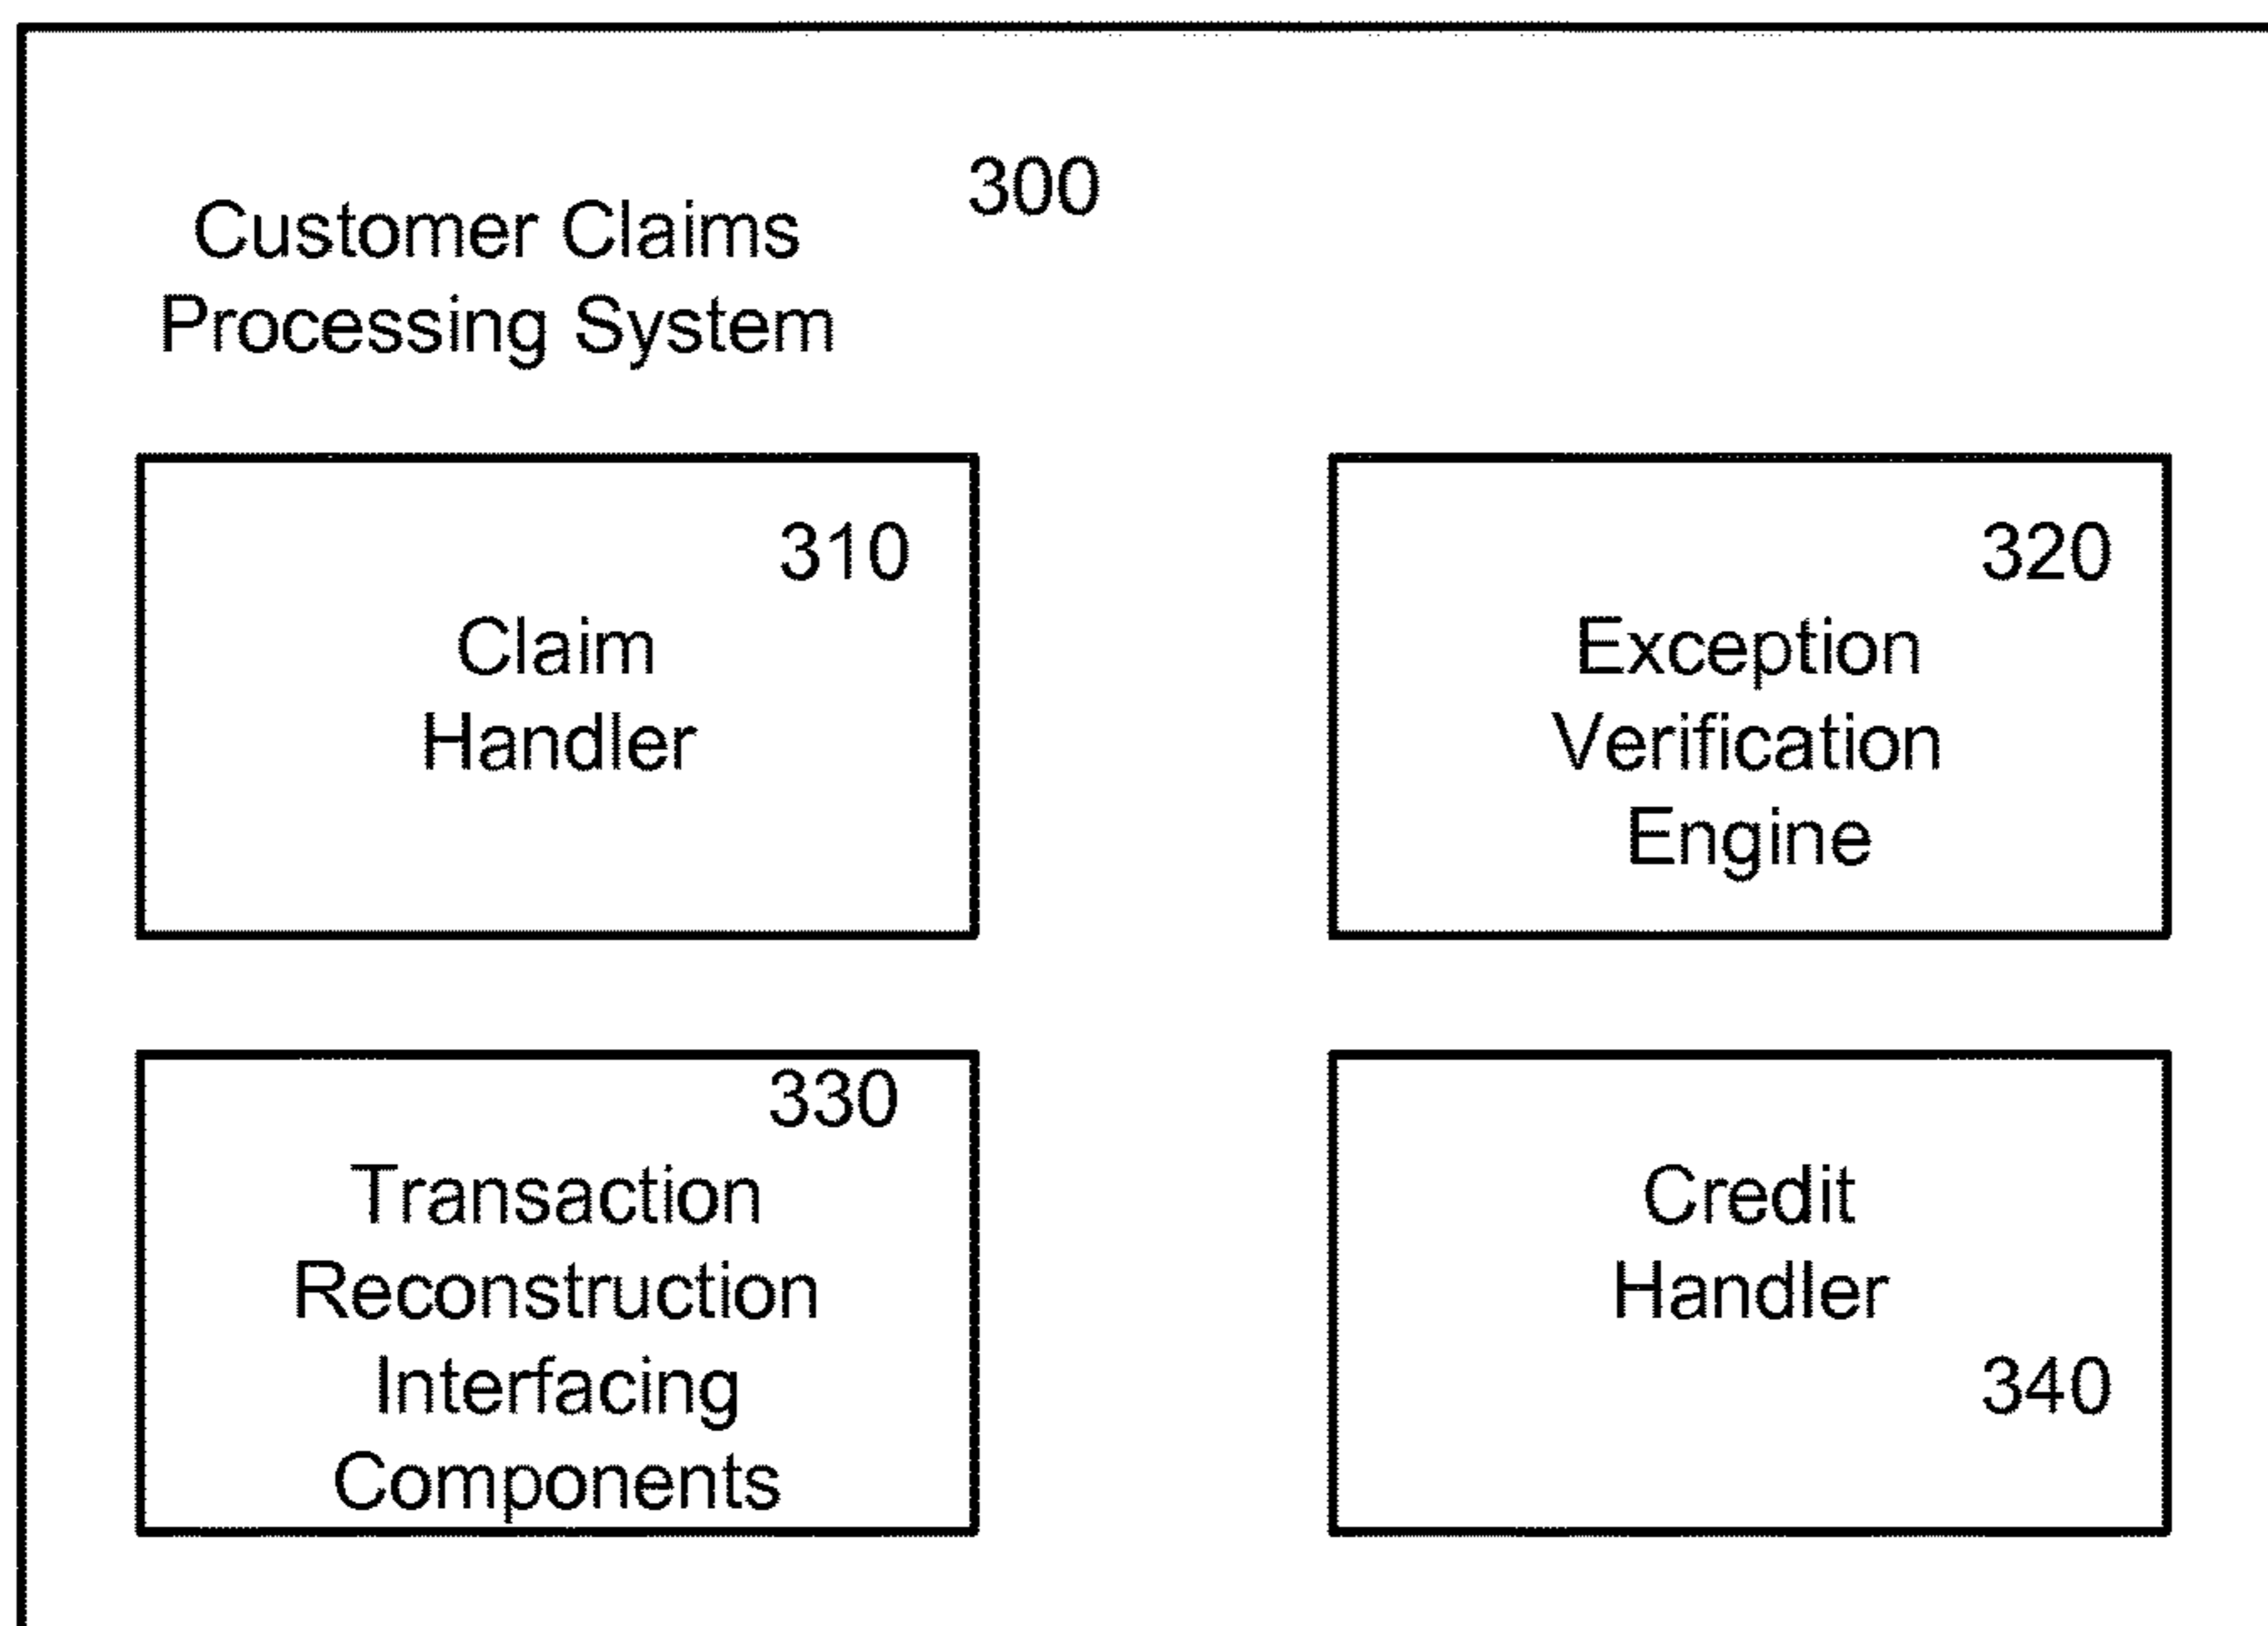 300
Customer Claims
Processing System
310
Claim
Handler
320
Exception
Verification
Engine
330
Transaction
Reconstruction
Interfacing
Components
Credit
Handler
340